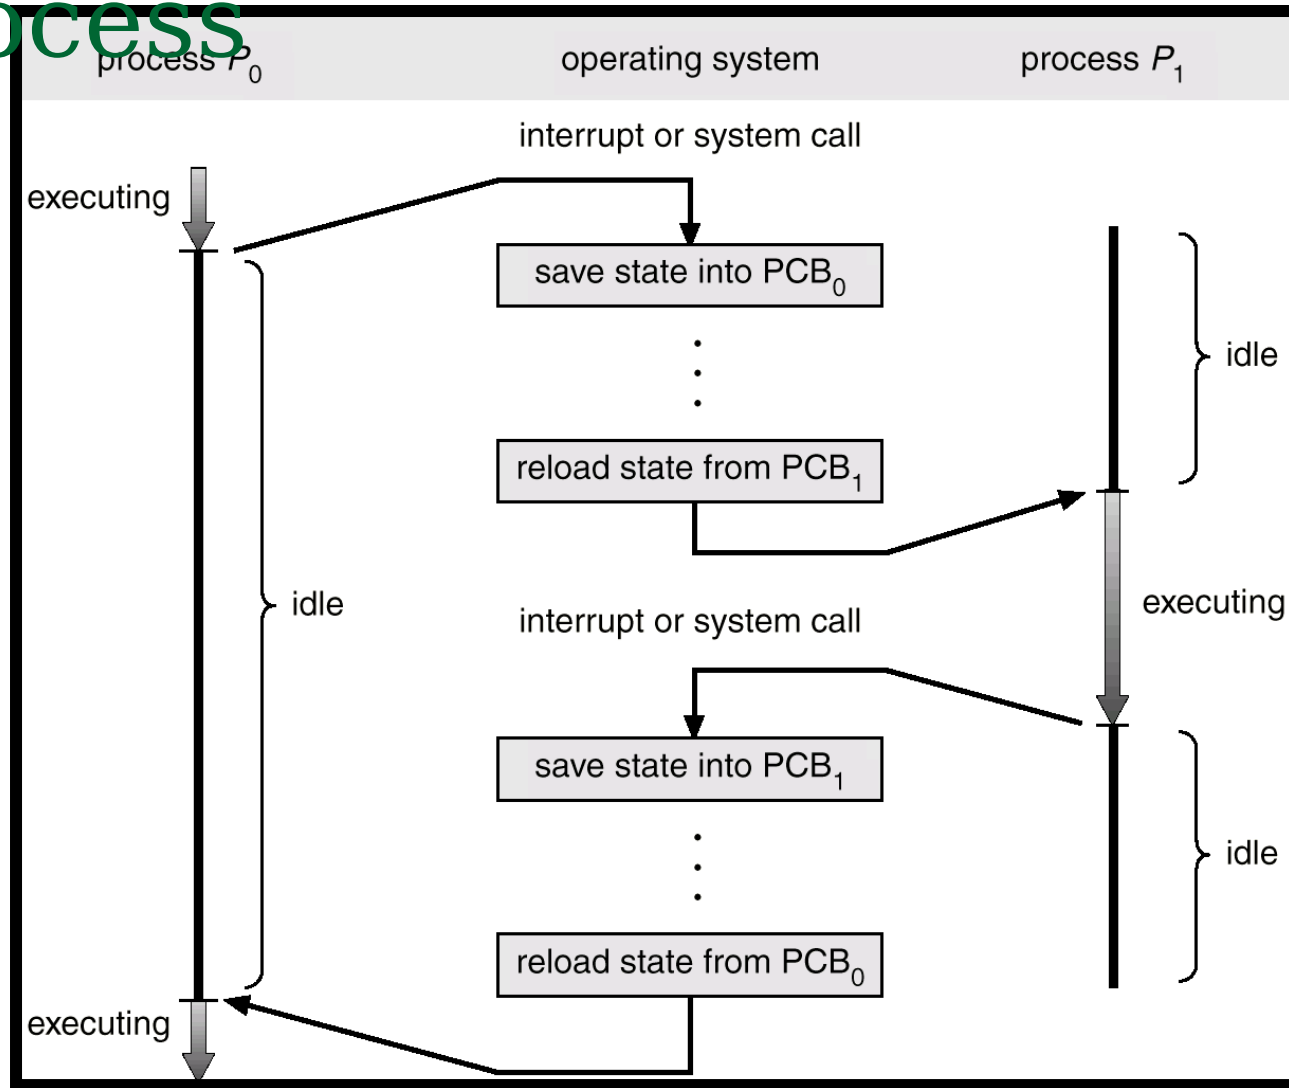 ocess
process P0
operating system
process P1
interrupt or system call
executing
save state into PCB0
idle
reload state from PCB1
idle
interrupt or system call
executing
save state into PCB1
idle
reload state from PCB0
executing